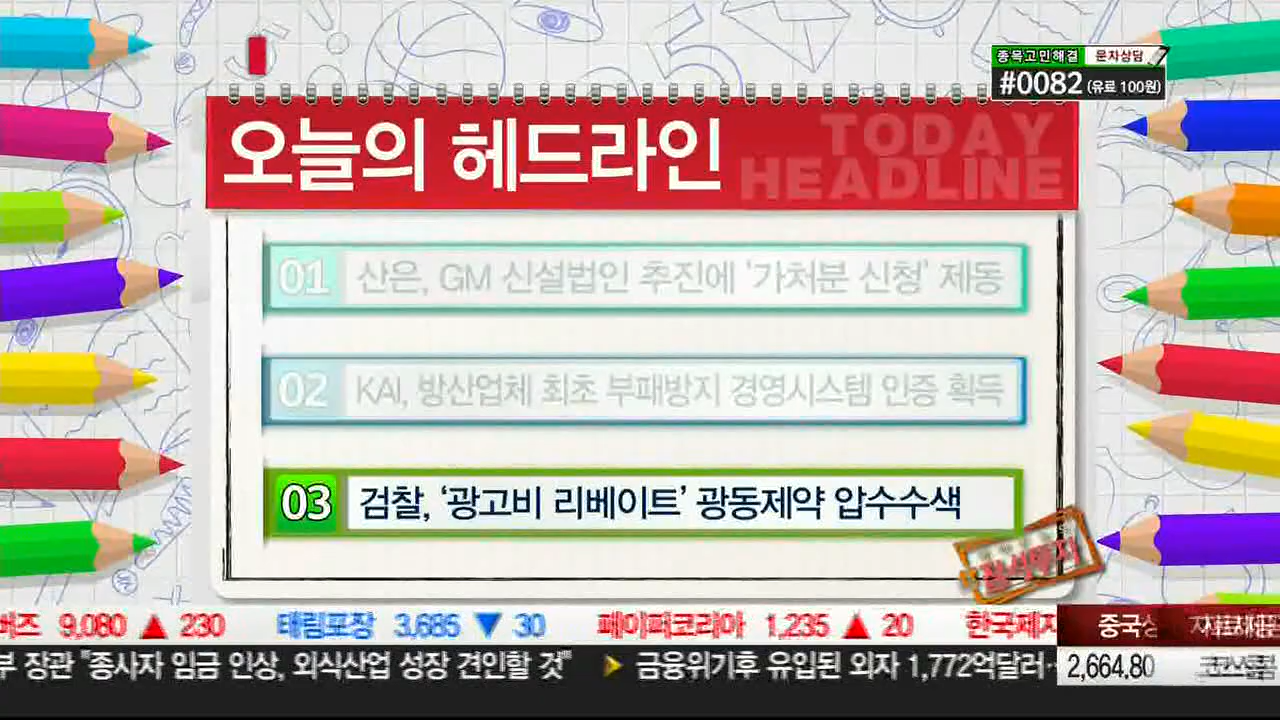 종목고민해결 문자상담
#0082 (유료 100원)
오늘의 헤드라인
TODAY
HEADLINE
01 산은, GM 신설법인 추진에 '가처분 신청' 제동
02 KAI, 방산업체 최초 부패방지 경영시스템 인증 획득
03 검찰, '광고비 리베이트' 광동제약 압수수색
버즈 9,080 ▲ 230 태림포장 3,685 ▼ 30 페이퍼코리아 1,235 ▲ 20 한국제지
중국상
부 장관 "종사자 임금 인상, 외식산업 성장 견인할 것" 금융위기후 유입된 외자 1,772억달러…
2,664.80